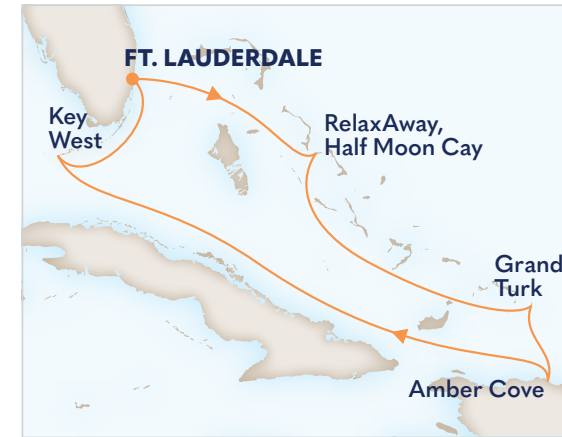 FT. LAUDERDALE
Key
West
RelaxAway,
Half Moon Cay
Grand
Turk
Amber Cove